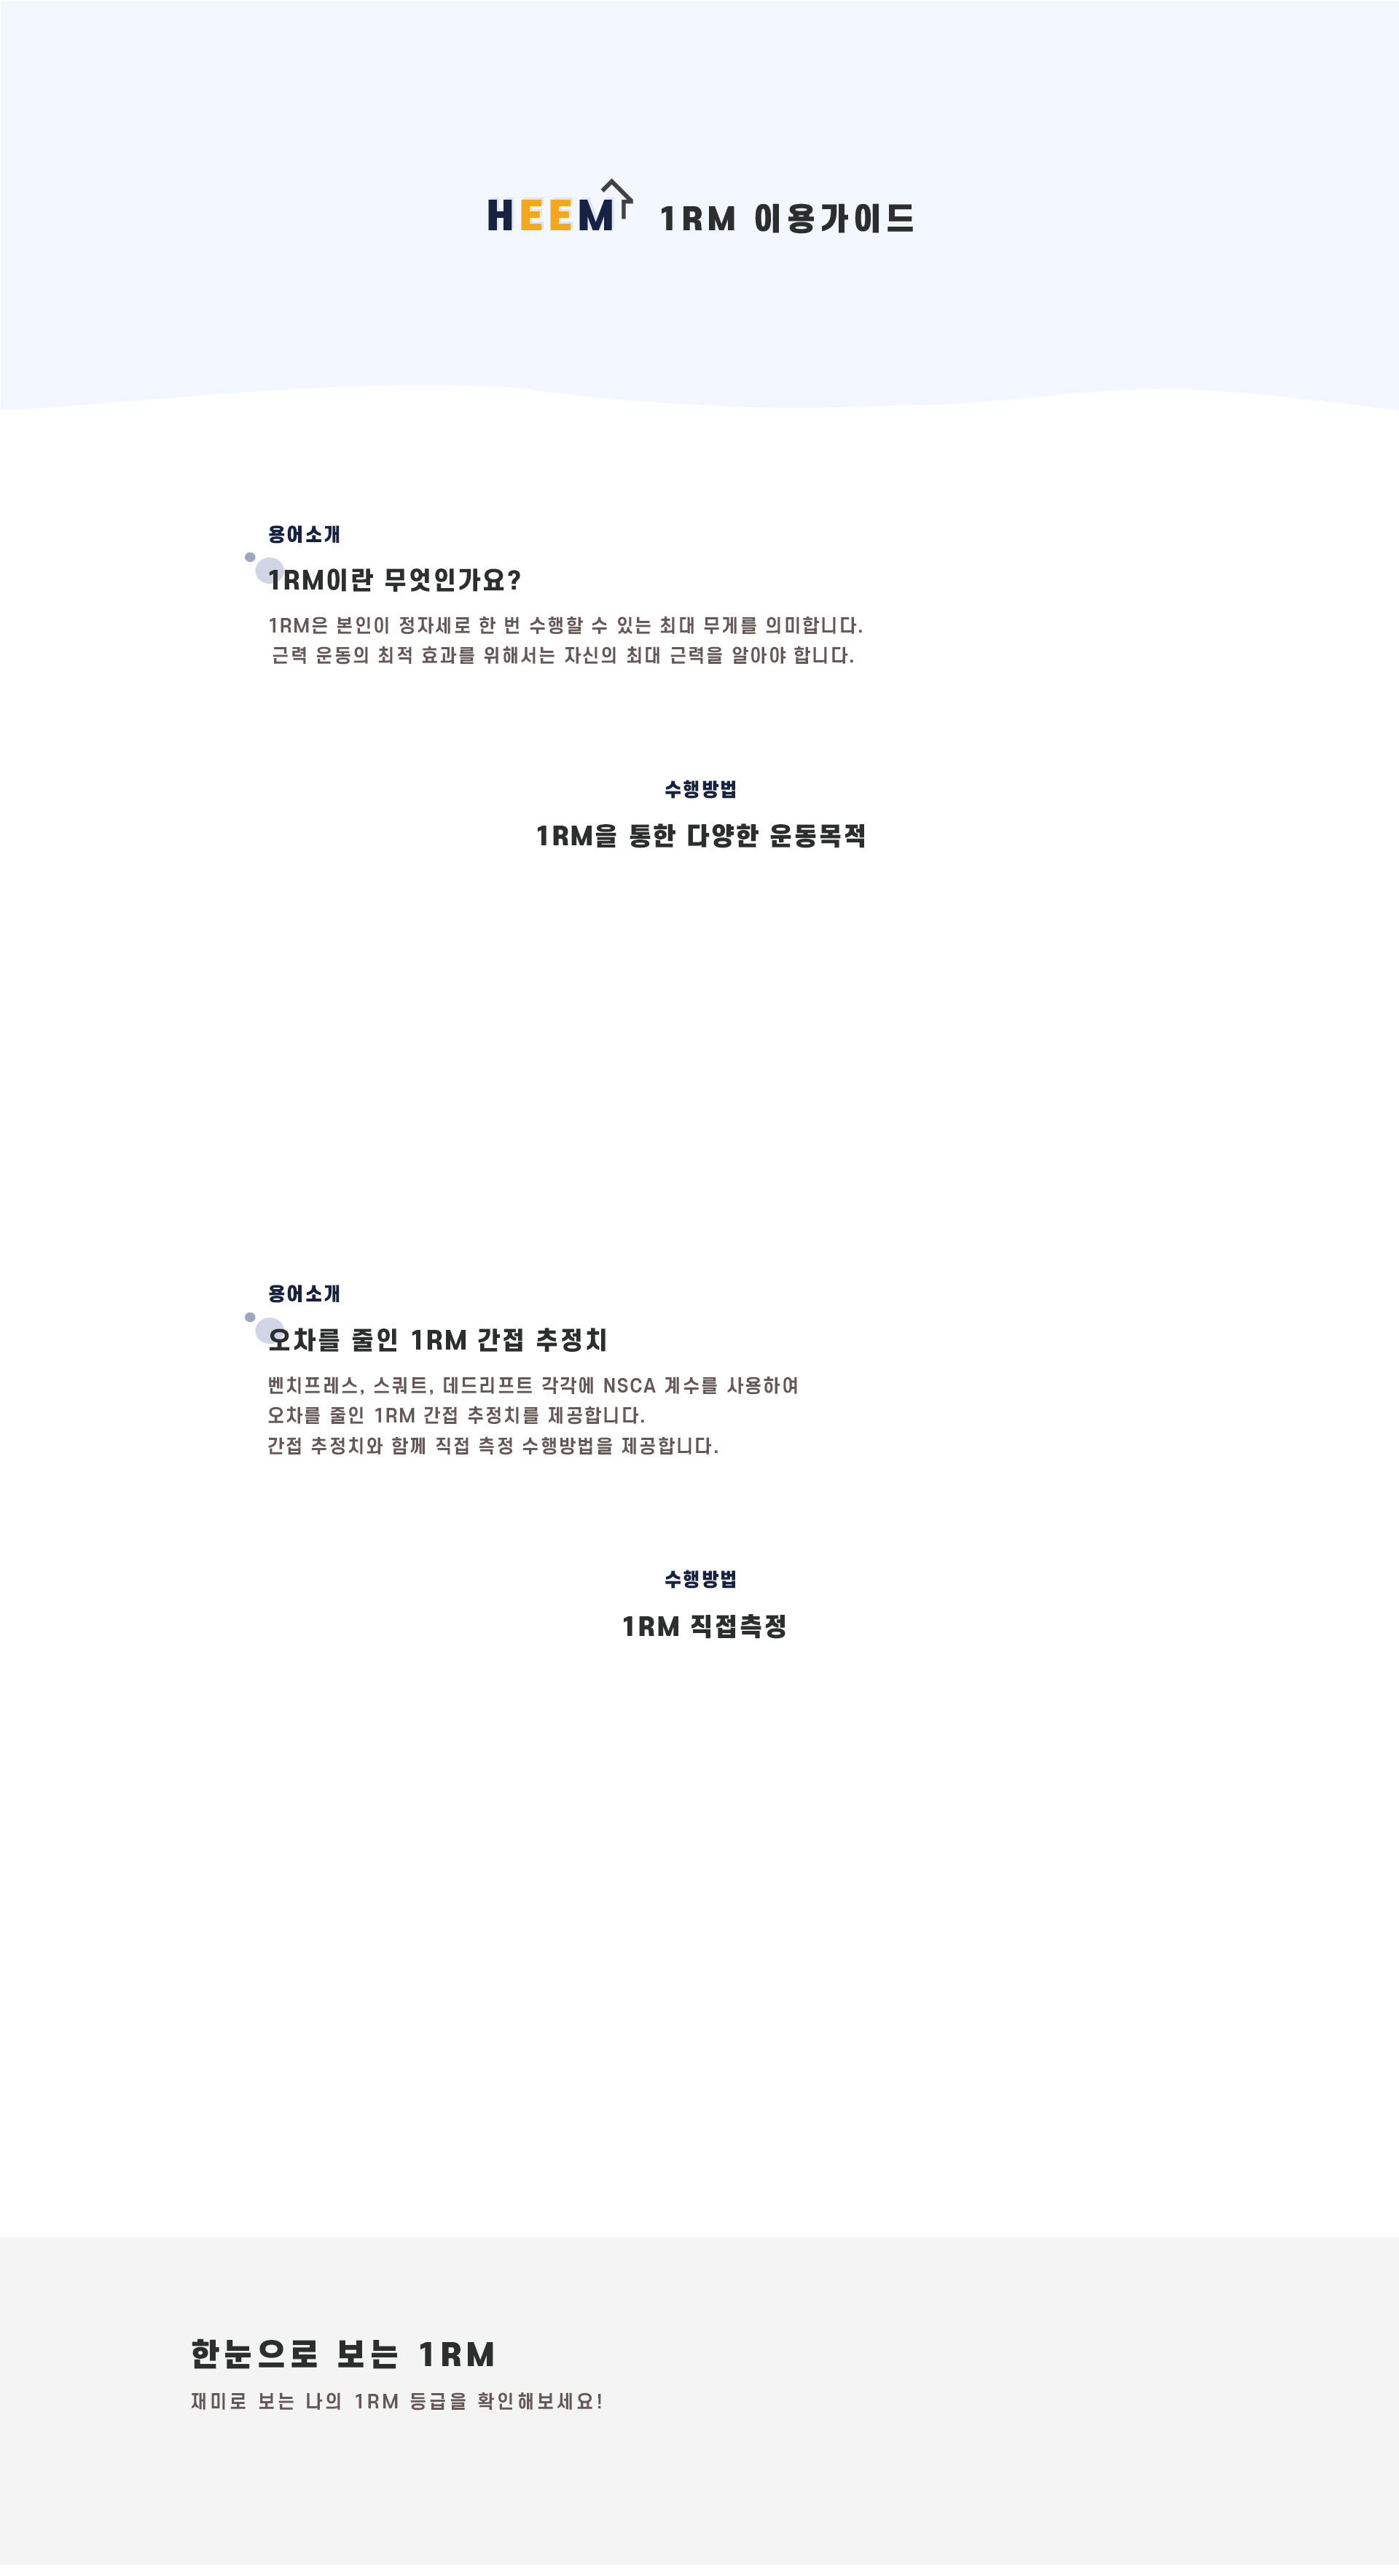 HEEM 1RM 이용가이드
용어소개
1RM이란 무엇인가요?
1RM은 본인이 정자세로 한 번 수행할 수 있는 최대 무게를 의미합니다.
근력 운동의 최적 효과를 위해서는 자신의 최대 근력을 알아야 합니다.
수행방법
1RM을 통한 다양한 운동목적
용어소개
오차를 줄인 1RM 간접 추정치
벤치프레스, 스쿼트, 데드리프트 각각에 NSCA 계수를 사용하여
오차를 줄인 1RM 간접 추정치를 제공합니다.
간접 추정치와 함께 직접 측정 수행방법을 제공합니다.
수행방법
1RM 직접측정
한눈으로 보는 1RM
재미로 보는 나의 1RM 등급을 확인해보세요!